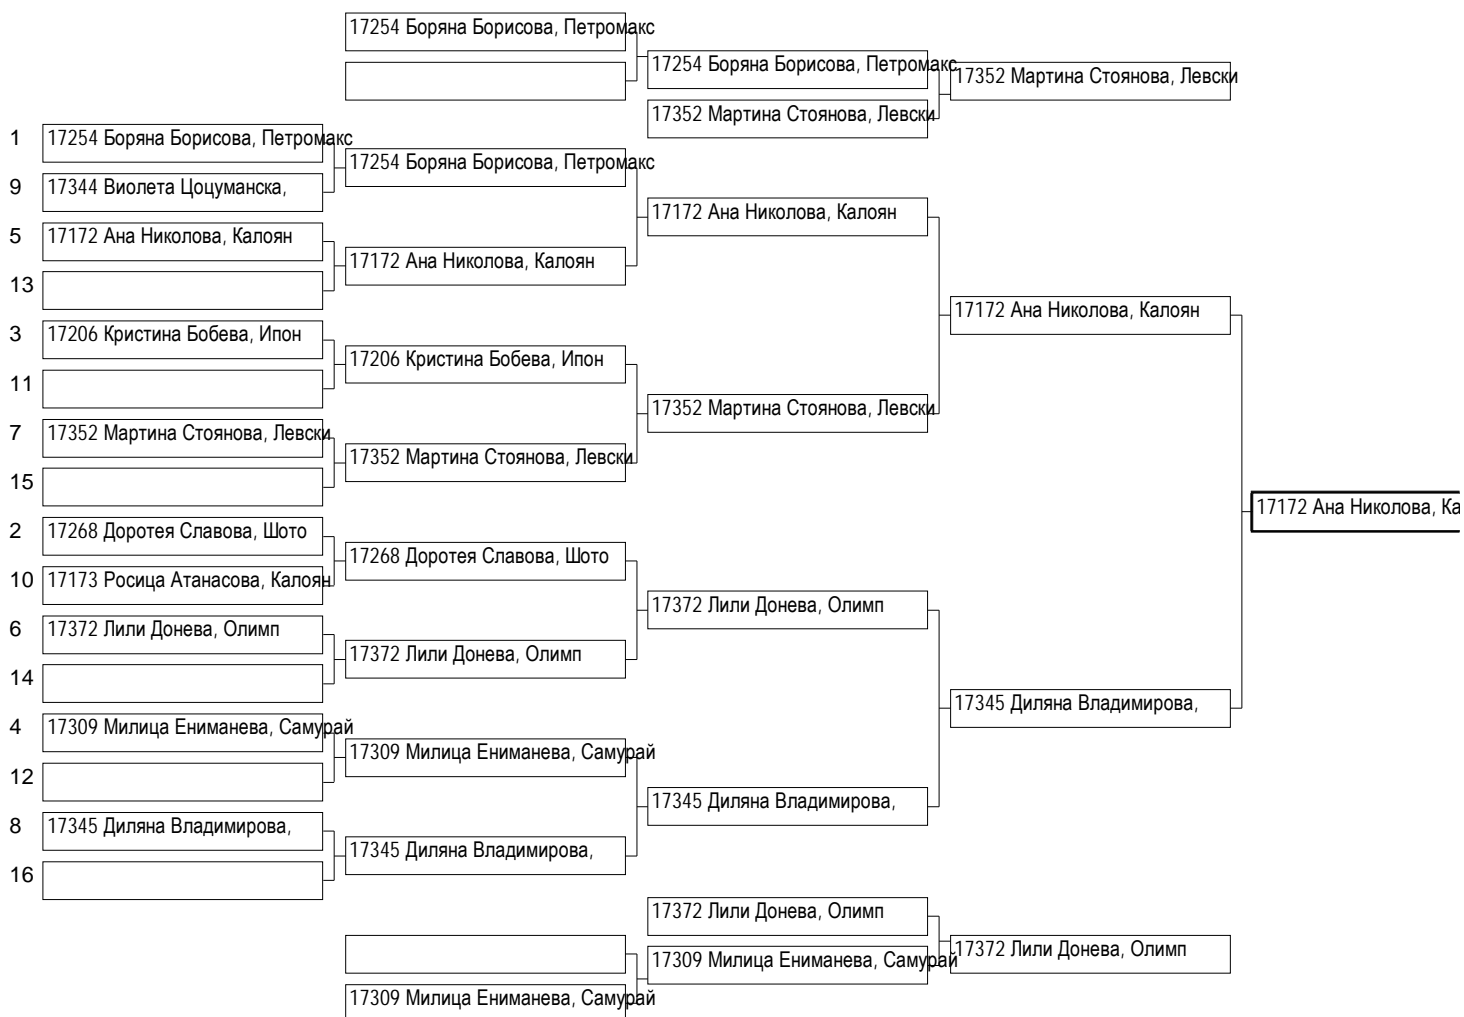 17254 Боряна Борисова, Петромакс
17254 Боряна Борисова, Петромакс
17352 Мартина Стоянова, Левски
17352 Мартина Стоянова, Левски
1 17254 Боряна Борисова, Петромакс
17254 Боряна Борисова, Петромакс
9 17344 Виолета Цоцуманска,
17172 Ана Николова, Калоян
5 17172 Ана Николова, Калоян
17172 Ана Николова, Калоян
13
17172 Ана Николова, Калоян
3 17206 Кристина Бобева, Ипон
17206 Кристина Бобева, Ипон
11
17352 Мартина Стоянова, Левски
7 17352 Мартина Стоянова, Левски
17352 Мартина Стоянова, Левски
15
17172 Ана Николова, Ка
2 17268 Доротея Славова, Шото
17268 Доротея Славова, Шото
10 17173 Росица Атанасова, Калоян
17372 Лили Донева, Олимп
6 17372 Лили Донева, Олимп
17372 Лили Донева, Олимп
14
17345 Диляна Владимирова,
4 17309 Милица Ениманева, Самурай
17309 Милица Ениманева, Самурай
12
17345 Диляна Владимирова,
8 17345 Диляна Владимирова,
17345 Диляна Владимирова,
16
17372 Лили Донева, Олимп
17372 Лили Донева, Олимп
17309 Милица Ениманева, Самурай
17309 Милица Ениманева, Самурай